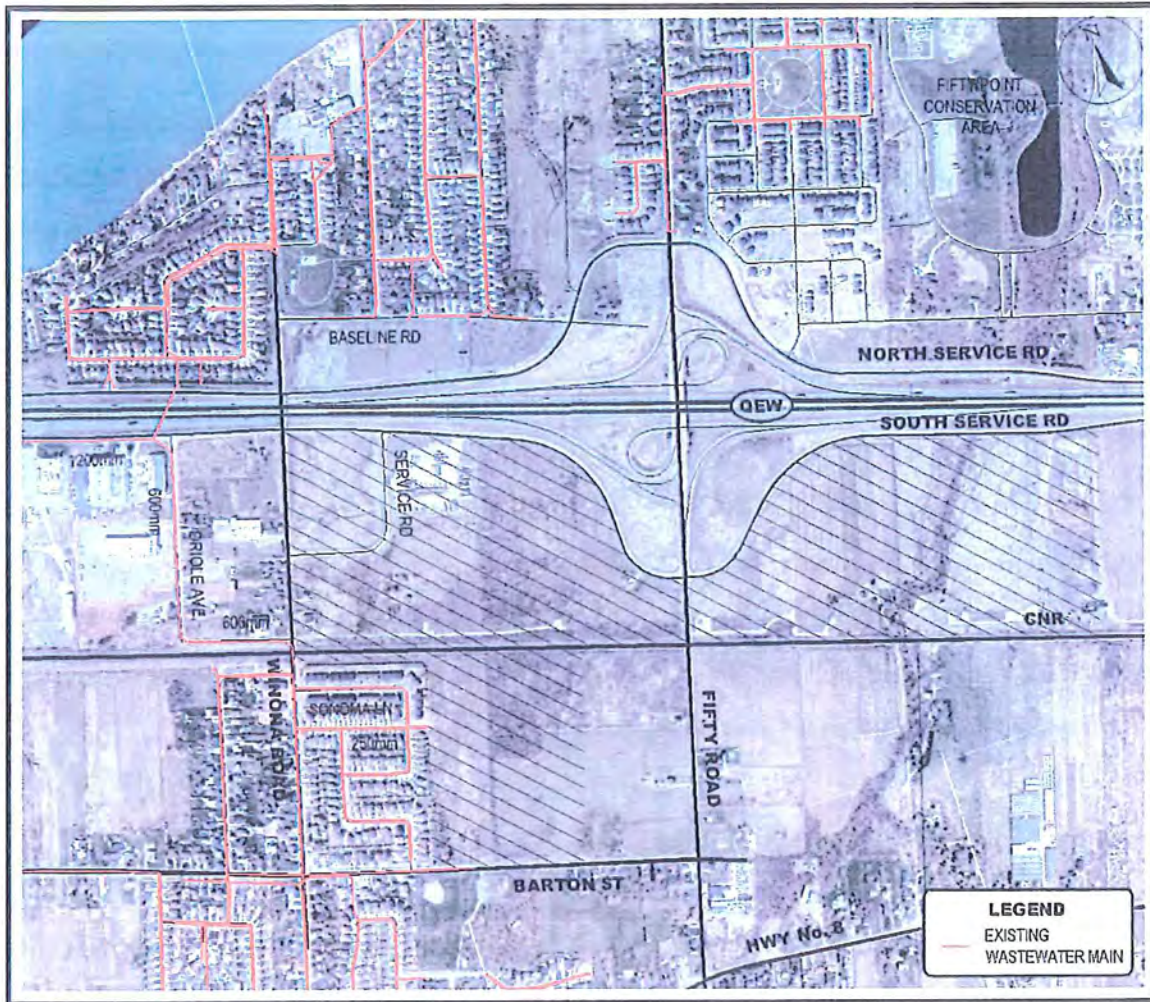 N
FIFTY POINT
CONSERVATION
AREA
BASELINE RD
NORTH SERVICE RD
QEW
SOUTH SERVICE RD
1200mm
SERVICE RD
600mm
ORIOLE AVE.
600mm
CNR
WINONA ROAD
SONOMA LN
250mm
FIFTY ROAD
BARTON ST
HWY No. 8
LEGEND
EXISTING
WASTEWATER MAIN